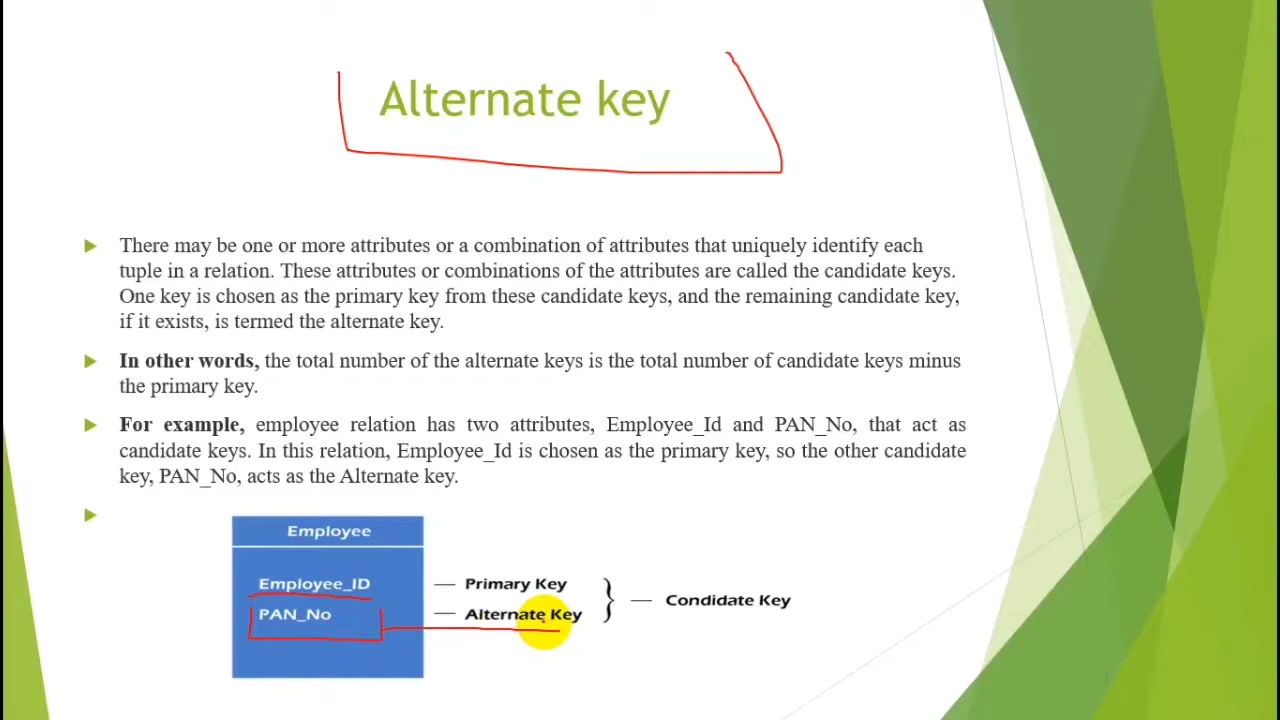 Alternate key
There may be one or more attributes or a combination of attributes that uniquely identify each
tuple in a relation. These attributes or combinations of the attributes are called the candidate keys.
One key is chosen as the primary key from these candidate keys, and the remaining candidate key,
if it exists, is termed the alternate key.
In other words, the total number of the alternate keys is the total number of candidate keys minus
the primary key.
For example, employee relation has two attributes, Employee_Id and PAN_No, that act as
candidate keys. In this relation, Employee_Id is chosen as the primary key, so the other candidate
key, PAN_No, acts as the Alternate key.
Employee
Employee_ID — Primary Key
PAN_No — Alternate Key
} — Condidate Key